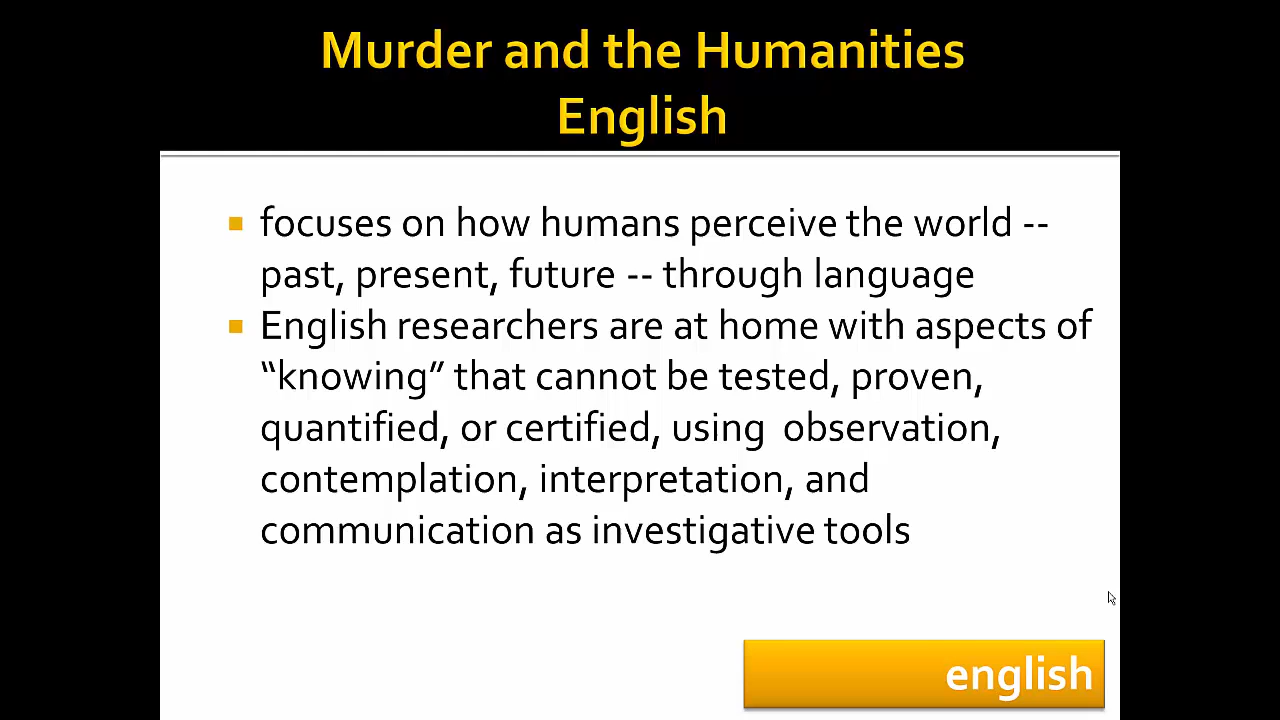 Murder and the Humanities
English
focuses on how humans perceive the world --
past, present, future -- through language
English researchers are at home with aspects of
“knowing” that cannot be tested, proven,
quantified, or certified, using  observation,
contemplation, interpretation, and
communication as investigative tools
english